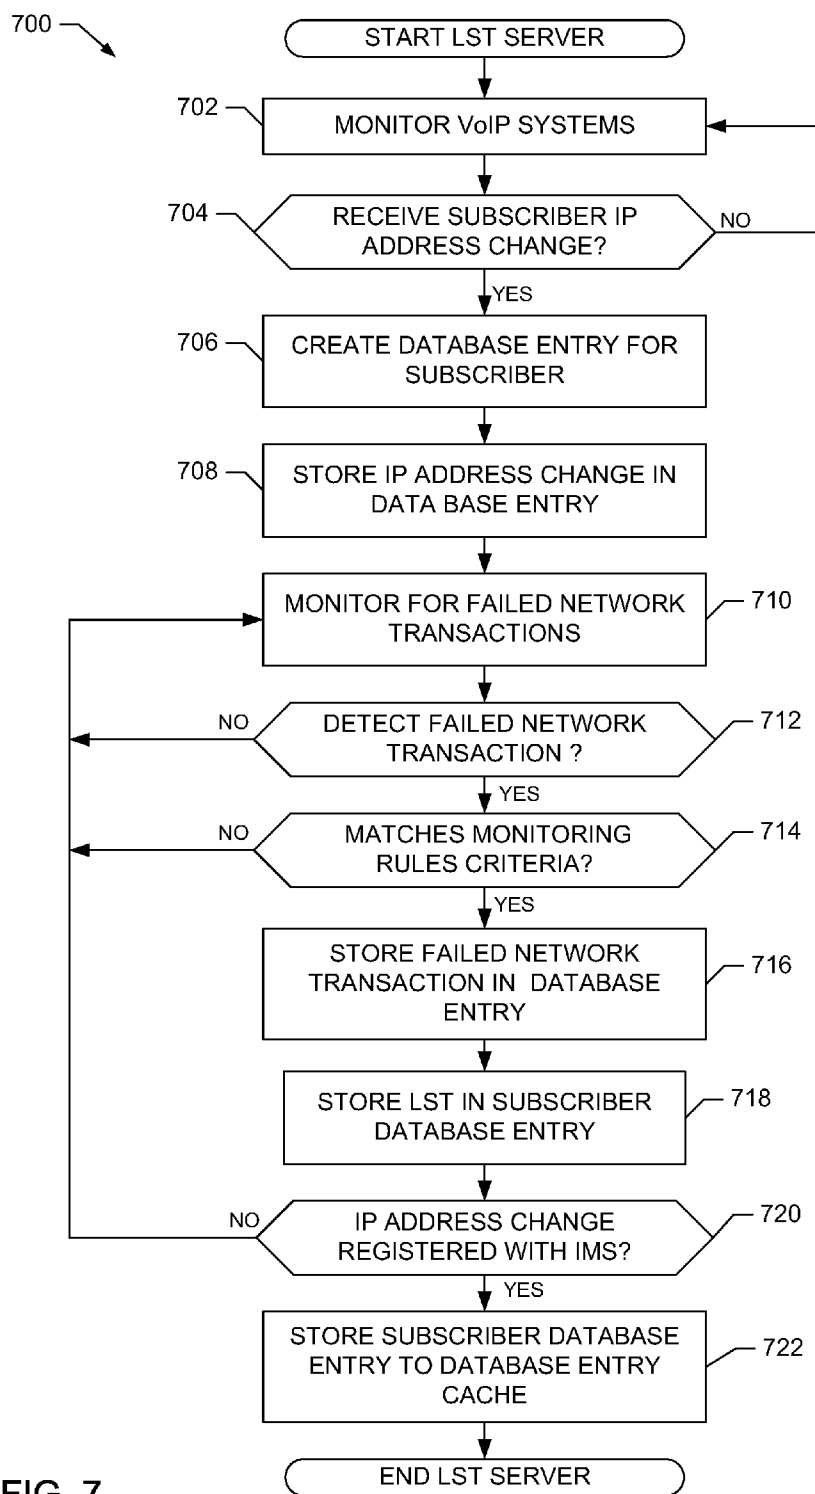 700
START LST SERVER
702
MONITOR VoIP SYSTEMS
704
RECEIVE SUBSCRIBER IP
ADDRESS CHANGE?
NO
YES
706
CREATE DATABASE ENTRY FOR
SUBSCRIBER
708
STORE IP ADDRESS CHANGE IN
DATA BASE ENTRY
MONITOR FOR FAILED NETWORK
TRANSACTIONS
710
NO
DETECT FAILED NETWORK
TRANSACTION ?
712
YES
NO
MATCHES MONITORING
RULES CRITERIA?
714
YES
STORE FAILED NETWORK
TRANSACTION IN DATABASE
ENTRY
716
STORE LST IN SUBSCRIBER
DATABASE ENTRY
718
NO
IP ADDRESS CHANGE
REGISTERED WITH IMS?
720
YES
STORE SUBSCRIBER DATABASE
ENTRY TO DATABASE ENTRY
CACHE
722
END LST SERVER
FIG. 7